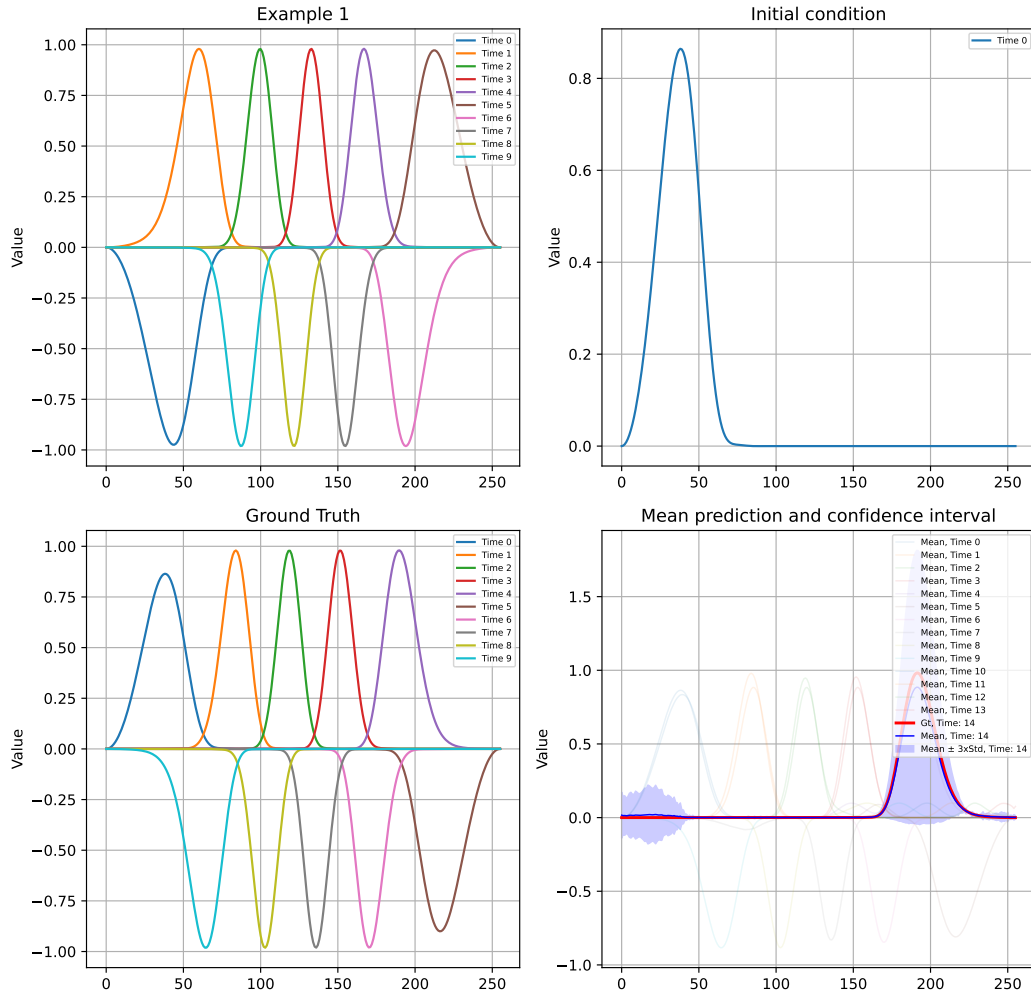 Example 1
Value
1.00
0.75
0.50
0.25
0.00
−0.25
−0.50
−0.75
−1.00
0
50
100
150
200
250
Time 0
Time 1
Time 2
Time 3
Time 4
Time 5
Time 6
Time 7
Time 8
Time 9
Initial condition
Value
0.8
0.6
0.4
0.2
0.0
0
50
100
150
200
250
Time 0
Ground Truth
Value
1.00
0.75
0.50
0.25
0.00
−0.25
−0.50
−0.75
−1.00
0
50
100
150
200
250
Time 0
Time 1
Time 2
Time 3
Time 4
Time 5
Time 6
Time 7
Time 8
Time 9
Mean prediction and confidence interval
Value
1.5
1.0
0.5
0.0
−0.5
−1.0
0
50
100
150
200
250
Mean, Time 0
Mean, Time 1
Mean, Time 2
Mean, Time 3
Mean, Time 4
Mean, Time 5
Mean, Time 6
Mean, Time 7
Mean, Time 8
Mean, Time 9
Mean, Time 10
Mean, Time 11
Mean, Time 12
Mean, Time 13
Gt, Time: 14
Mean, Time: 14
Mean ± 3xStd, Time: 14